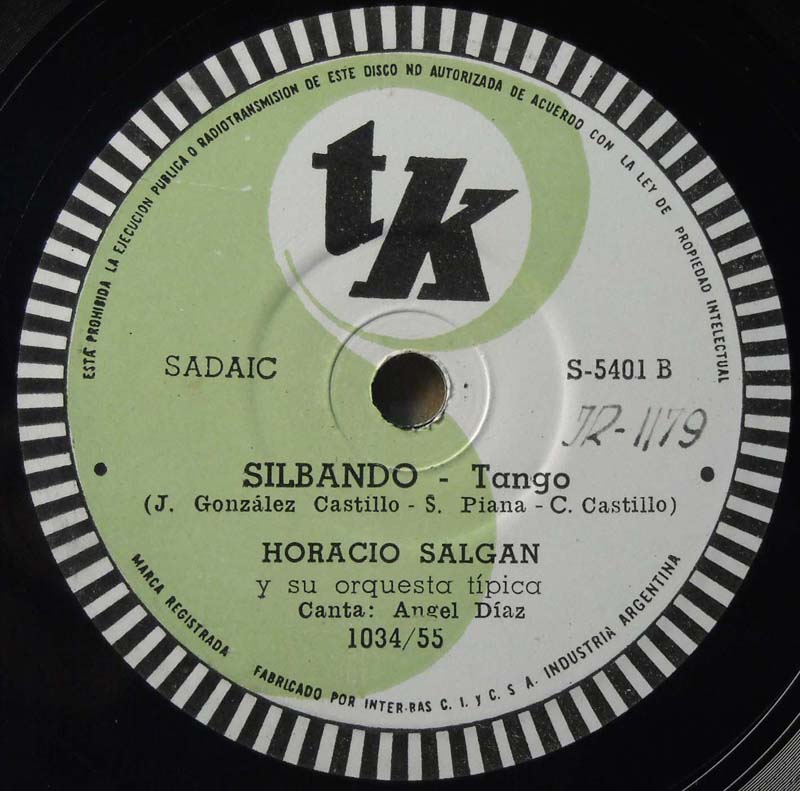 ESTÁ PROHIBIDA LA EJECUCION PUBLICA O RADIOTRANSMISION DE ESTE DISCO NO AUTORIZADA DE ACUERDO CON LA LEY DE PROPIEDAD INTELECTUAL
tk
SADAIC
S-5401 B
JR-1179
SILBANDO - Tango
(J. González Castillo - S. Piana - C. Castillo)
HORACIO SALGAN
y su orquesta típica
Canta: Angel Díaz
1034/55
MARCA REGISTRADA
FABRICADO POR INTER-BAS C. I. y C. S A. INDUSTRIA ARGENTINA